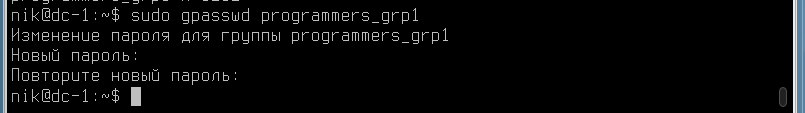 nik@dc-1:~$ sudo gpasswd programmers_grp1
Изменение пароля для группы programmers_grp1
Новый пароль:
Повторите новый пароль:
nik@dc-1:~$